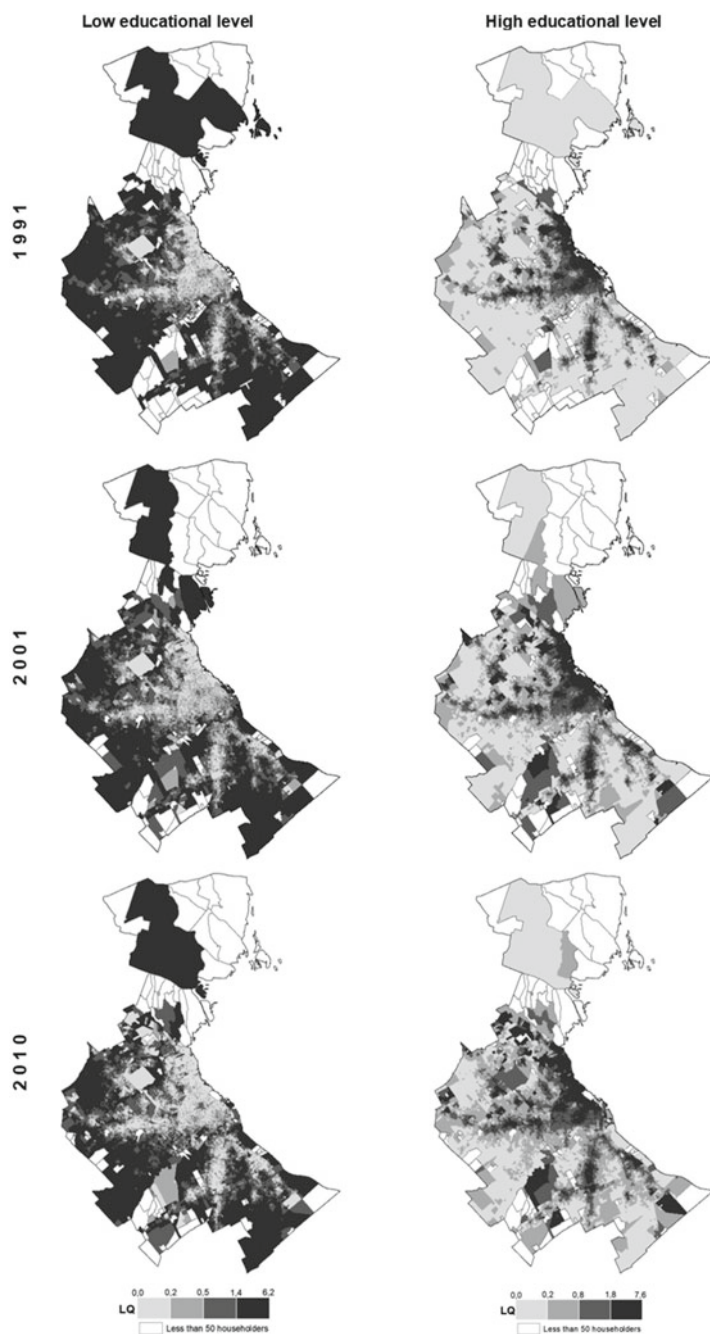 Low educational level
High educational level
1991
2001
2010
0,0 0,2 0,5 1,4 6,2
LQ
Less than 50 householders
0,0 0,2 0,8 1,8 7,6
LQ
Less than 50 householders